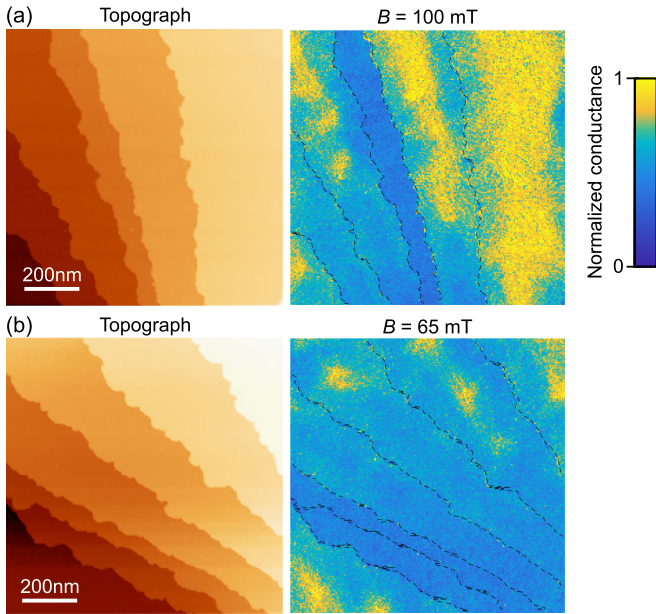 (a)
Topograph
B = 100 mT
200nm
1
0
Normalized conductance
(b)
Topograph
B = 65 mT
200nm